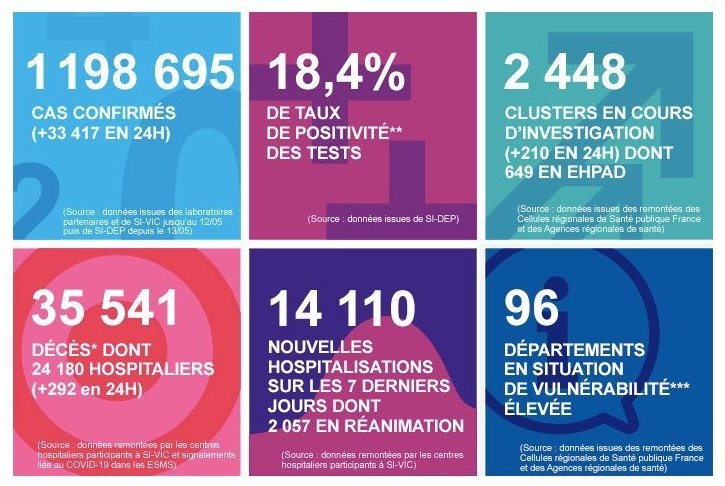 1 198 695
CAS CONFIRMÉS
(+33 417 EN 24H)
(Source : données issues des laboratoires
partenaires et de SI-VIC jusqu'au 12/05
puis de SI-DEP depuis le 13/05)
18,4%
DE TAUX
DE POSITIVITÉ**
DES TESTS
(Source : données issues de SI-DEP)
2 448
CLUSTERS EN COURS
D'INVESTIGATION
(+210 EN 24H) DONT
649 EN EHPAD
(Source : données issues des remontées des
Cellules régionales de Santé publique France
et des Agences régionales de santé)
35 541
DÉCÈS* DONT
24 180 HOSPITALIERS
(+292 en 24H)
(Source : données remontées par les centres
hospitaliers participants à SI-VIC et signalements
liés au COVID-19 dans les ESMS)
14 110
NOUVELLES
HOSPITALISATIONS
SUR LES 7 DERNIERS
JOURS DONT
2 057 EN RÉANIMATION
(Source : données remontées par les centres
hospitaliers participants à SI-VIC)
96
DÉPARTEMENTS
EN SITUATION
DE VULNÉRABILITÉ***
ÉLEVÉE
(Source : données issues des remontées des
Cellules régionales de Santé publique France
et des Agences régionales de santé)